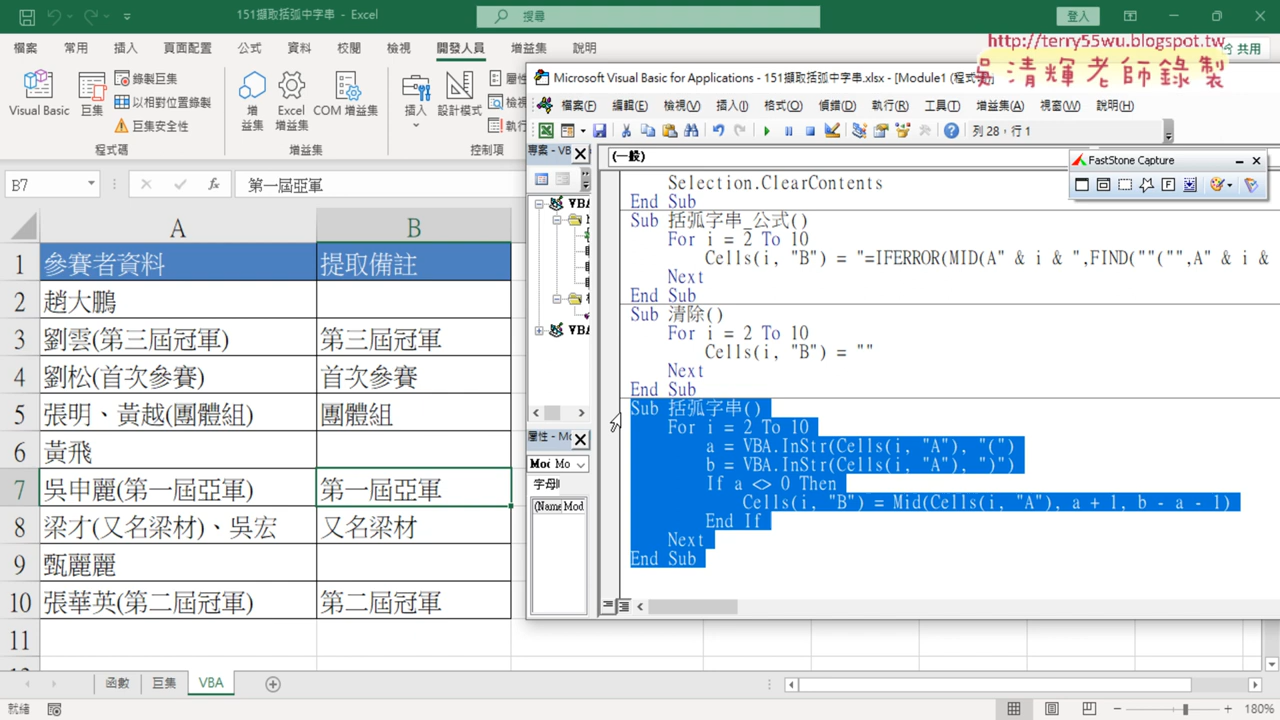 151擷取括弧中字串 - Excel
搜尋
登入
檔案 常用 插入 頁面配置 公式 資料 校閱 檢視 開發人員 增益集 說明
共用
http://terry55wu.blogspot.tw
吳清輝老師錄製
Visual Basic
巨集
錄製巨集
以相對位置錄製
巨集安全性
程式碼
增益集
Excel 增益集
COM 增益集
增益集
插入
設計模式
控制項
B7
第一屆亞軍
A B
1 參賽者資料 提取備註
2 趙大鵬
3 劉雲(第三屆冠軍) 第三屆冠軍
4 劉松(首次參賽) 首次參賽
5 張明、黃越(團體組) 團體組
6 黃飛
7 吳申麗(第一屆亞軍) 第一屆亞軍
8 梁才(又名梁材)、吳宏 又名梁材
9 甄麗麗
10 張華英(第二屆冠軍) 第二屆冠軍
11
函數 巨集 VBA
就緒
180%
Microsoft Visual Basic for Applications - 151擷取括弧中字串.xlsx - [Module1 (程式
檔案(F) 編輯(E) 檢視(V) 插入(I) 格式(O) 偵錯(D) 執行(R) 工具(T) 增益集(A) 視窗(W) 說明(H)
列 28，行 1
FastStone Capture
專案 - VB
(一般)
屬性 - Mo
Mod Mo
字母
(Name Mod
Selection.ClearContents
End Sub
Sub 括弧字串_公式()
For i = 2 To 10
Cells(i, "B") = "=IFERROR(MID(A" & i & ",FIND(""("",A" & i &
Next
End Sub
Sub 清除()
For i = 2 To 10
Cells(i, "B") = ""
Next
End Sub
Sub 括弧字串()
For i = 2 To 10
a = VBA.InStr(Cells(i, "A"), "(")
b = VBA.InStr(Cells(i, "A"), ")")
If a <> 0 Then
Cells(i, "B") = Mid(Cells(i, "A"), a + 1, b - a - 1)
End If
Next
End Sub